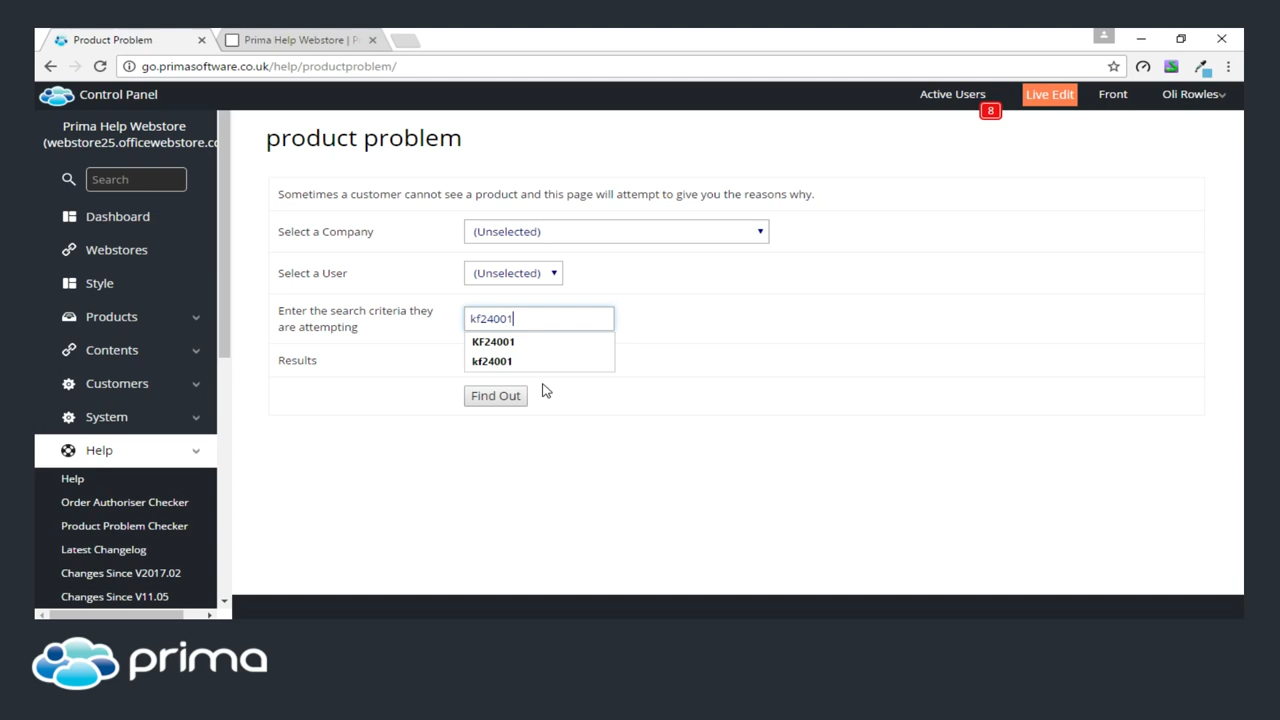 Product Problem
Prima Help Webstore | P
go.primasoftware.co.uk/help/productproblem/
Control Panel
Active Users
8
Live Edit
Front
Oli Rowles
Prima Help Webstore
(webstore25.officewebstore.co
Search
Dashboard
Webstores
Style
Products
Contents
Customers
System
Help
Help
Order Authoriser Checker
Product Problem Checker
Latest Changelog
Changes Since V2017.02
Changes Since V11.05
product problem
Sometimes a customer cannot see a product and this page will attempt to give you the reasons why.
Select a Company
(Unselected)
Select a User
(Unselected)
Enter the search criteria they
are attempting
kf24001
KF24001
kf24001
Results
Find Out
prima